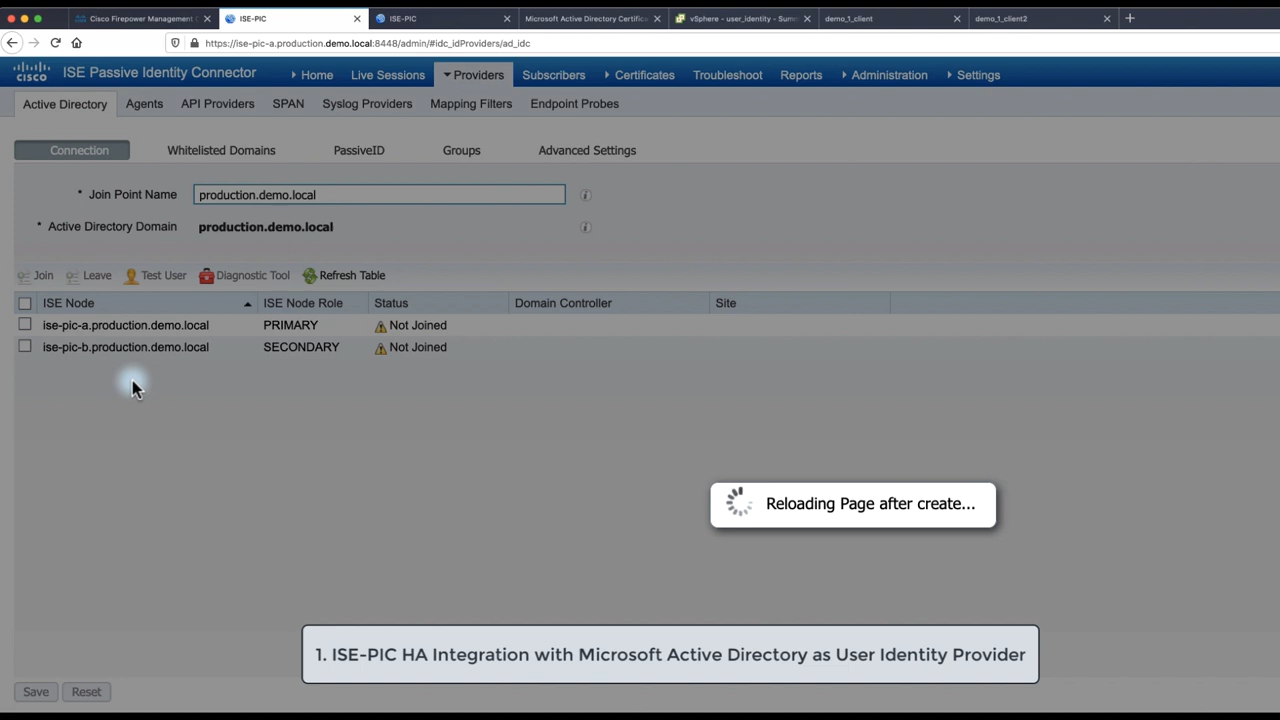 Cisco Firepower Management C
ISE-PIC
ISE-PIC
Microsoft Active Directory Certific
vSphere - user_identity - Summ
demo_1_client
demo_1_client2
https://ise-pic-a.production.demo.local:8448/admin/#idc_idProviders/ad_idc
CISCO
ISE Passive Identity Connector
Home
Live Sessions
Providers
Subscribers
Certificates
Troubleshoot
Reports
Administration
Settings
Active Directory
Agents
API Providers
SPAN
Syslog Providers
Mapping Filters
Endpoint Probes
Connection
Whitelisted Domains
PassiveID
Groups
Advanced Settings
* Join Point Name
production.demo.local
* Active Directory Domain
production.demo.local
Join
Leave
Test User
Diagnostic Tool
Refresh Table
ISE Node
ISE Node Role
Status
Domain Controller
Site
ise-pic-a.production.demo.local PRIMARY Not Joined
ise-pic-b.production.demo.local SECONDARY Not Joined
Reloading Page after create...
1. ISE-PIC HA Integration with Microsoft Active Directory as User Identity Provider
Save
Reset